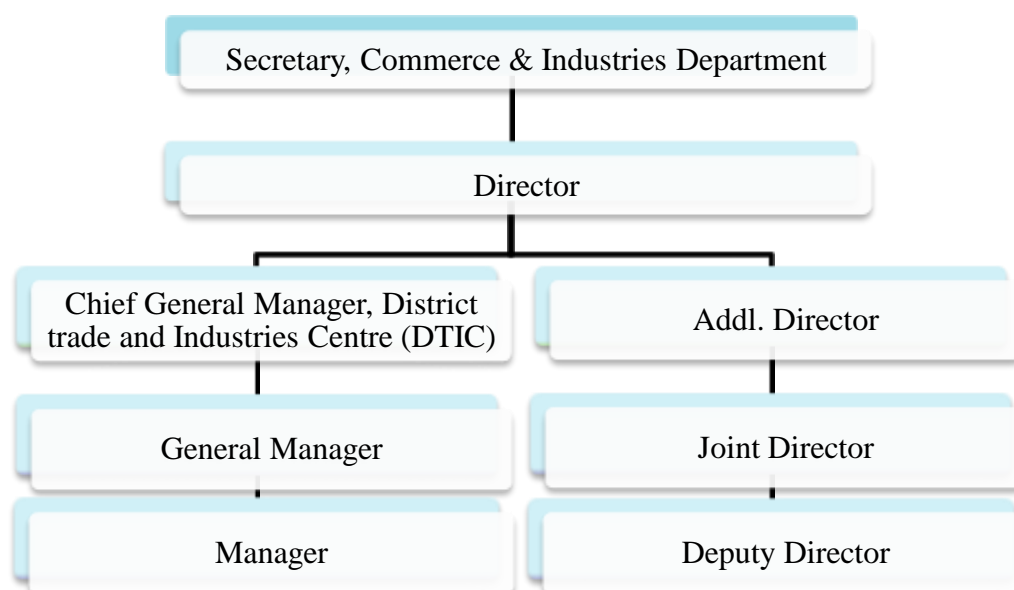 Secretary, Commerce & Industries Department
Director
Chief General Manager, District
trade and Industries Centre (DTIC)
Addl. Director
General Manager
Joint Director
Manager
Deputy Director